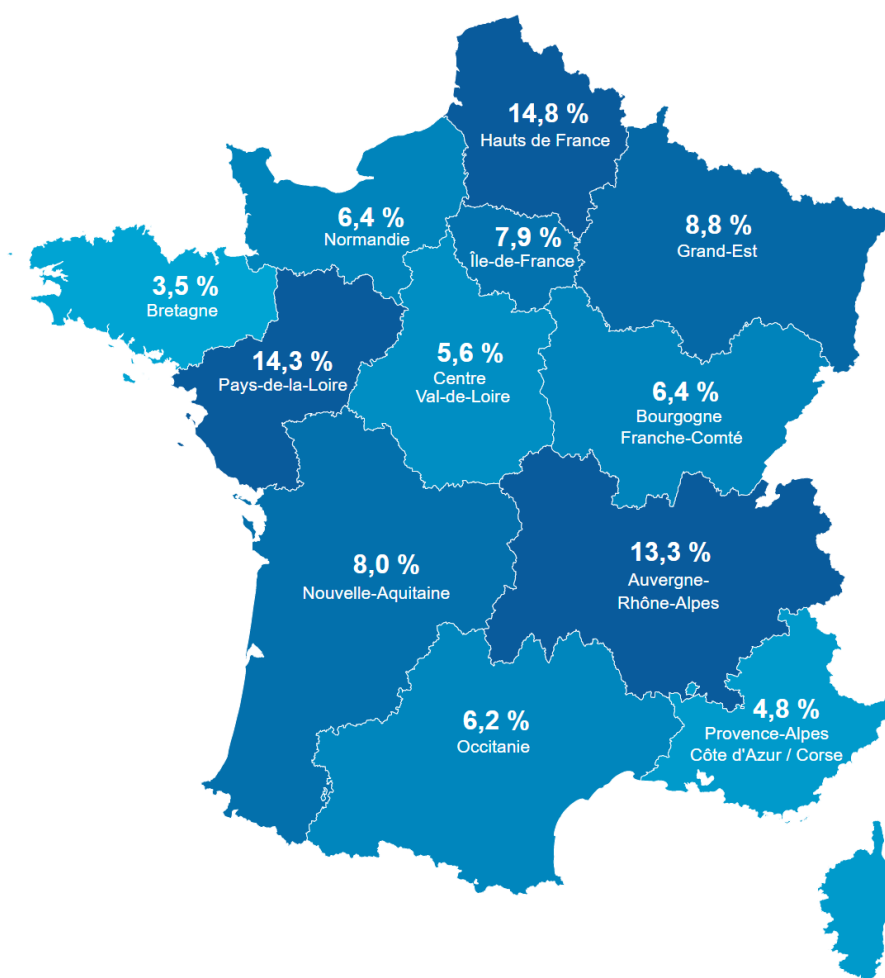 14,8 %
Hauts de France
6,4 %
Normandie
7,9 %
Île-de-France
8,8 %
Grand-Est
3,5 %
Bretagne
14,3 %
Pays-de-la-Loire
5,6 %
Centre
Val-de-Loire
6,4 %
Bourgogne
Franche-Comté
8,0 %
Nouvelle-Aquitaine
13,3 %
Auvergne-
Rhône-Alpes
6,2 %
Occitanie
4,8 %
Provence-Alpes
Côte d'Azur / Corse